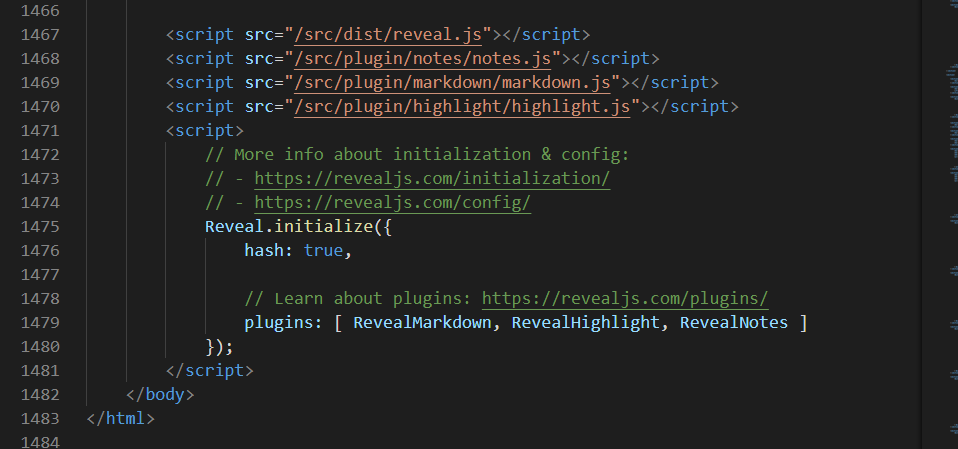 1466
1467 <script src="/src/dist/reveal.js"></script>
1468 <script src="/src/plugin/notes/notes.js"></script>
1469 <script src="/src/plugin/markdown/markdown.js"></script>
1470 <script src="/src/plugin/highlight/highlight.js"></script>
1471 <script>
1472 // More info about initialization & config:
1473 // - https://revealjs.com/initialization/
1474 // - https://revealjs.com/config/
1475 Reveal.initialize({
1476 hash: true,
1477
1478 // Learn about plugins: https://revealjs.com/plugins/
1479 plugins: [ RevealMarkdown, RevealHighlight, RevealNotes ]
1480 });
1481 </script>
1482 </body>
1483 </html>
1484